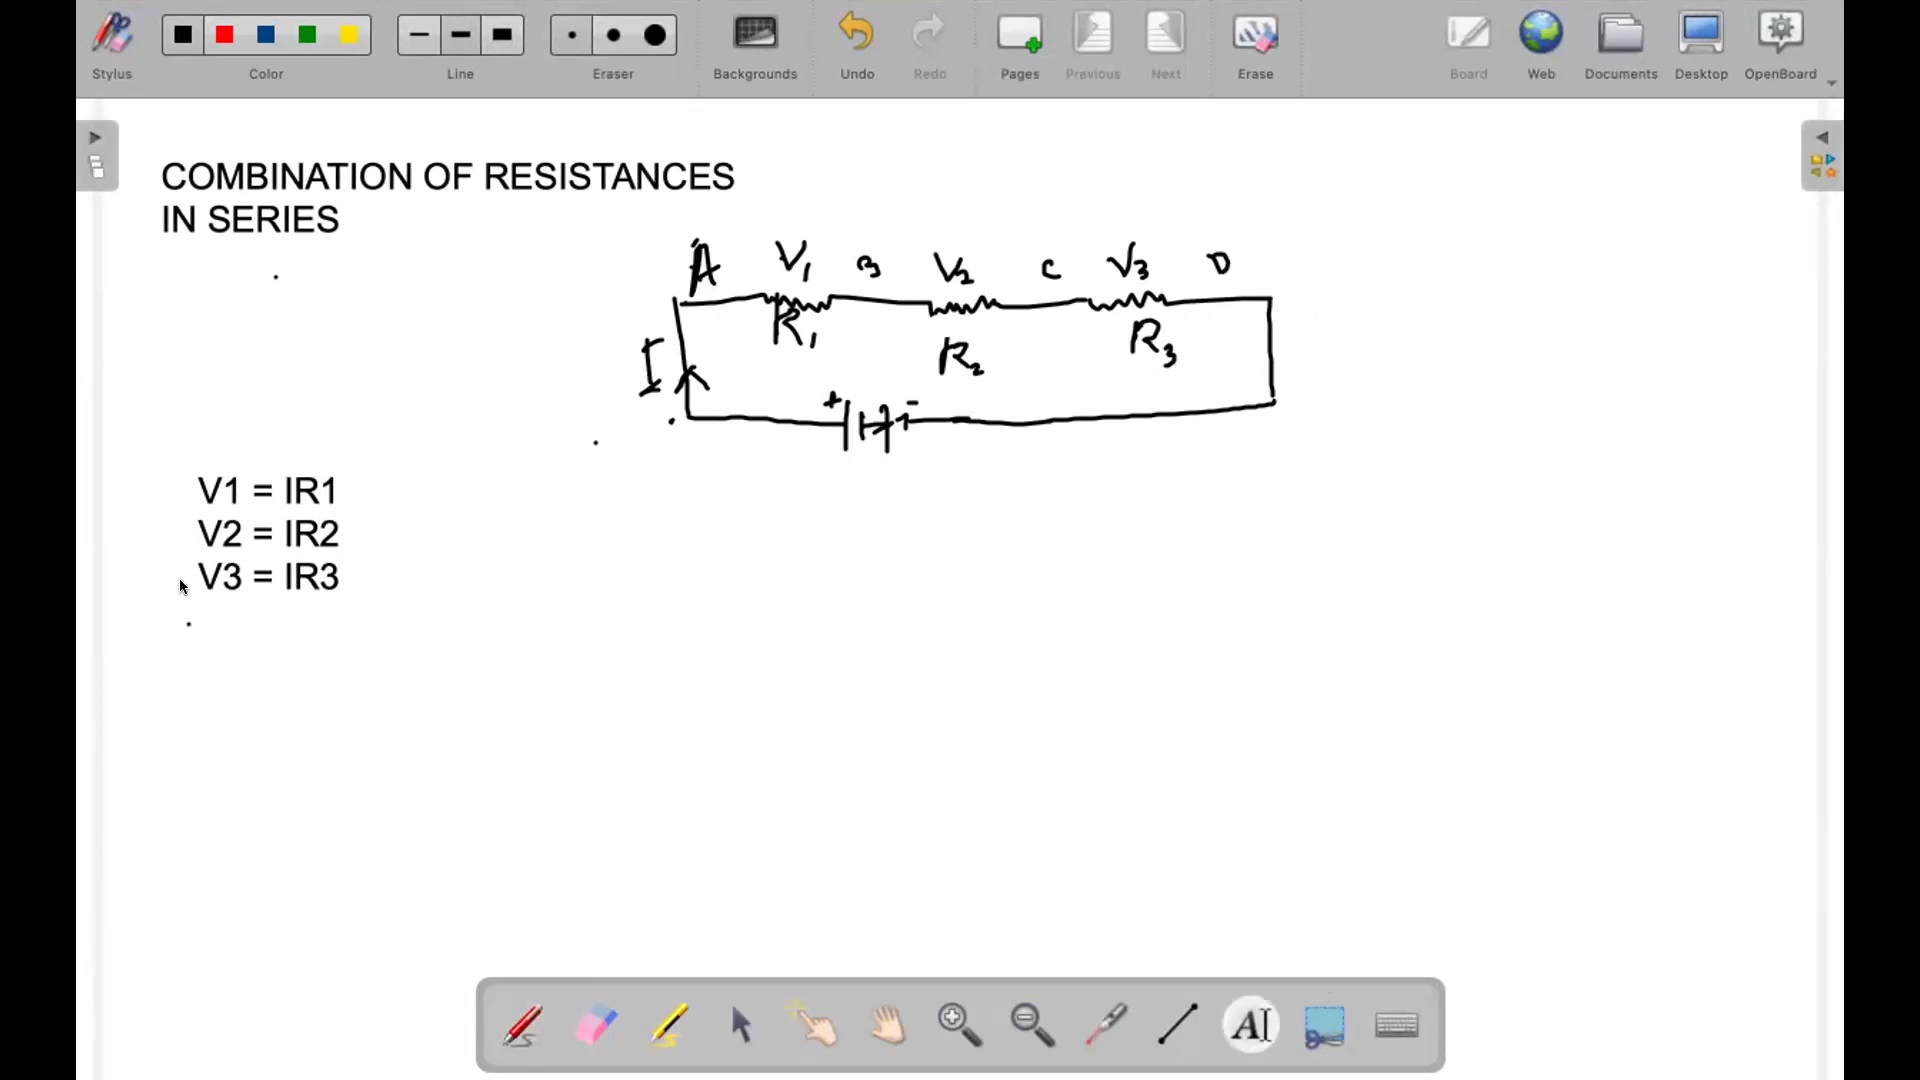 Stylus Color Line Eraser Backgrounds Undo Redo Pages Previous Next Erase Board Web Documents Desktop OpenBoard
COMBINATION OF RESISTANCES
IN SERIES
A V1 B V2 C V3 D
R1 R2 R3
I
+ -
V1 = IR1
V2 = IR2
V3 = IR3
AI